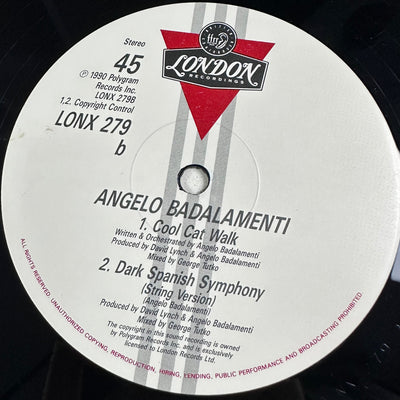 LONDON
RECORDINGS
Stereo
45
Ⓟ 1990 Polygram
Records Inc.
LONX 279B
1,2. Copyright Control
LONX 279
b
ANGELO BADALAMENTI
1. Cool Cat Walk
Written & Orchestrated by Angelo Badalamenti
Produced by David Lynch & Angelo Badalamenti
Mixed by George Tutko
2. Dark Spanish Symphony
(String Version)
(Angelo Badalamenti)
Produced by David Lynch & Angelo Badalamenti
Mixed by George Tutko
The copyright in this sound recording is owned
by Polygram Records Inc. and is exclusively
licensed to London Records Ltd.
ALL RIGHTS RESERVED. UNAUTHORIZED COPYING, REPRODUCTION, HIRING, LENDING, PUBLIC PERFORMANCE AND BROADCASTING PROHIBITED.